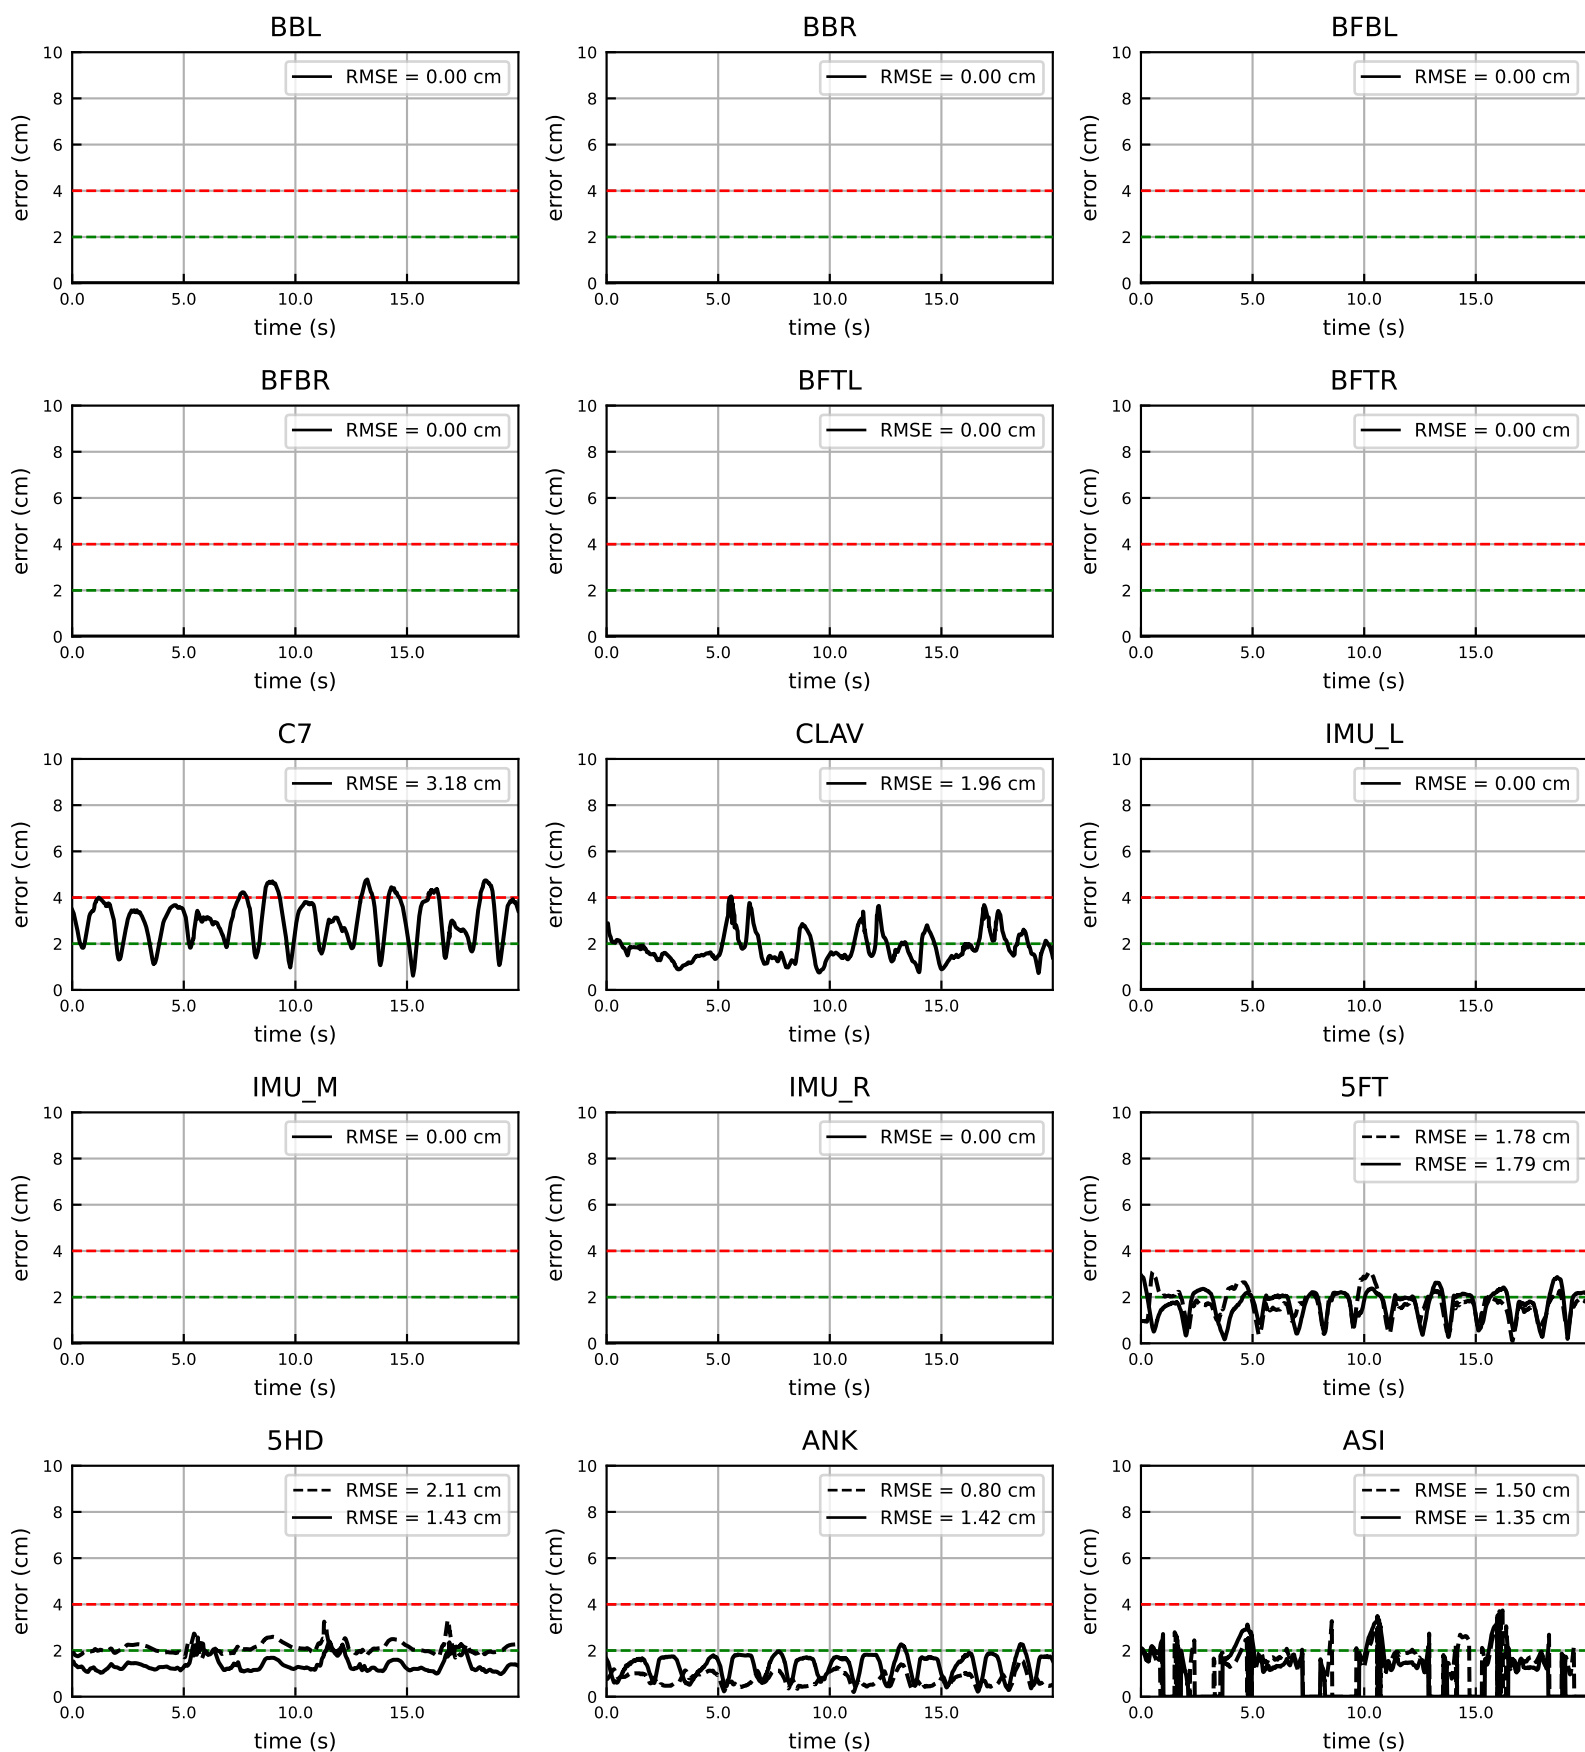 BBL BBR BFBL
10 10 10
RMSE = 0.00 cm RMSE = 0.00 cm RMSE = 0.00 cm
8 8 8
6 6 6
error (cm) error (cm) error (cm)
4 4 4
2 2 2
0 0 0
0.0 5.0 10.0 15.0 0.0 5.0 10.0 15.0 0.0 5.0 10.0 15.0
time (s) time (s) time (s)
BFBR BFTL BFTR
10 10 10
RMSE = 0.00 cm RMSE = 0.00 cm RMSE = 0.00 cm
8 8 8
6 6 6
error (cm) error (cm) error (cm)
4 4 4
2 2 2
0 0 0
0.0 5.0 10.0 15.0 0.0 5.0 10.0 15.0 0.0 5.0 10.0 15.0
time (s) time (s) time (s)
C7 CLAV IMU_L
10 10 10
RMSE = 3.18 cm RMSE = 1.96 cm RMSE = 0.00 cm
8 8 8
6 6 6
error (cm) error (cm) error (cm)
4 4 4
2 2 2
0 0 0
0.0 5.0 10.0 15.0 0.0 5.0 10.0 15.0 0.0 5.0 10.0 15.0
time (s) time (s) time (s)
IMU_M IMU_R 5FT
10 10 10
RMSE = 0.00 cm RMSE = 0.00 cm RMSE = 1.78 cm
8 8 8
RMSE = 1.79 cm
6 6 6
error (cm) error (cm) error (cm)
4 4 4
2 2 2
0 0 0
0.0 5.0 10.0 15.0 0.0 5.0 10.0 15.0 0.0 5.0 10.0 15.0
time (s) time (s) time (s)
5HD ANK ASI
10 10 10
RMSE = 2.11 cm RMSE = 0.80 cm RMSE = 1.50 cm
8 8 8
RMSE = 1.43 cm RMSE = 1.42 cm RMSE = 1.35 cm
6 6 6
error (cm) error (cm) error (cm)
4 4 4
2 2 2
0 0 0
0.0 5.0 10.0 15.0 0.0 5.0 10.0 15.0 0.0 5.0 10.0 15.0
time (s) time (s) time (s)